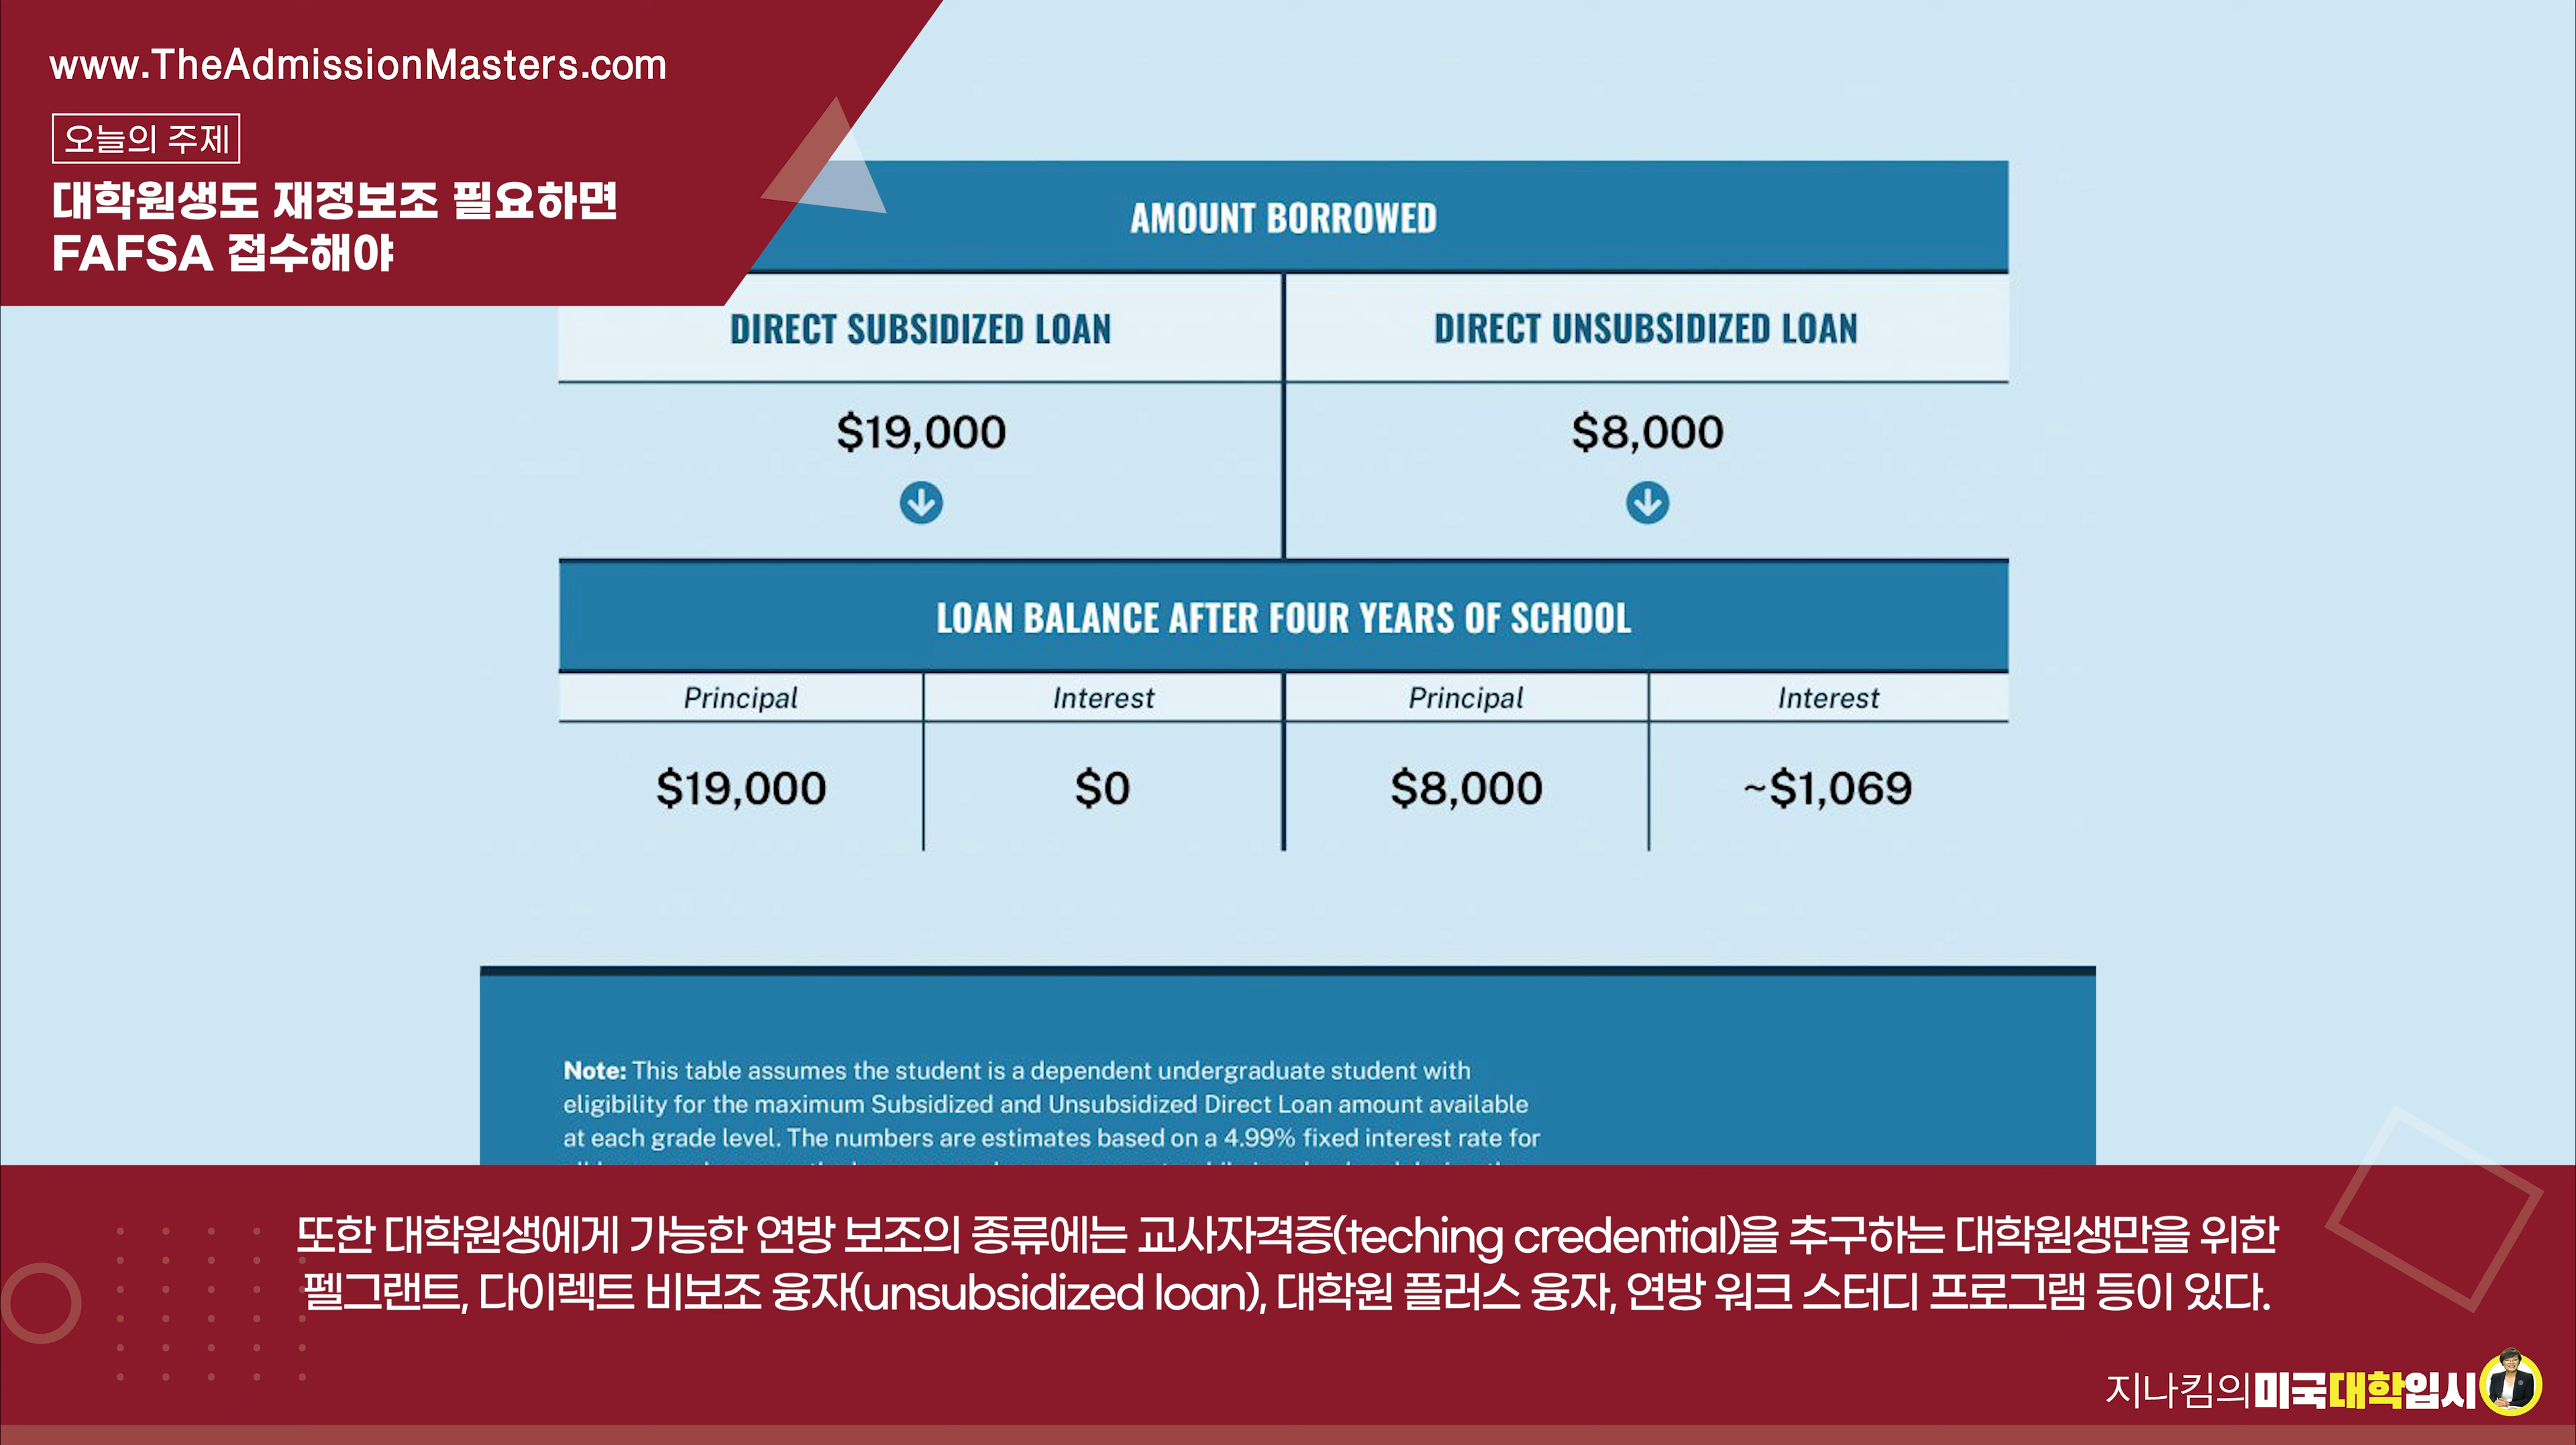 www.TheAdmissionMasters.com
오늘의 주제
대학원생도 재정보조 필요하면
FAFSA 접수해야
AMOUNT BORROWED
DIRECT SUBSIDIZED LOAN
DIRECT UNSUBSIDIZED LOAN
$19,000
$8,000
LOAN BALANCE AFTER FOUR YEARS OF SCHOOL
Principal
Interest
Principal
Interest
$19,000
$0
$8,000
~$1,069
Note: This table assumes the student is a dependent undergraduate student with
eligibility for the maximum Subsidized and Unsubsidized Direct Loan amount available
at each grade level. The numbers are estimates based on a 4.99% fixed interest rate for
또한 대학원생에게 가능한 연방 보조의 종류에는 교사자격증(teching credential)을 추구하는 대학원생만을 위한
펠그랜트, 다이렉트 비보조 융자(unsubsidized loan), 대학원 플러스 융자, 연방 워크 스터디 프로그램 등이 있다.
지나킴의미국대학입시